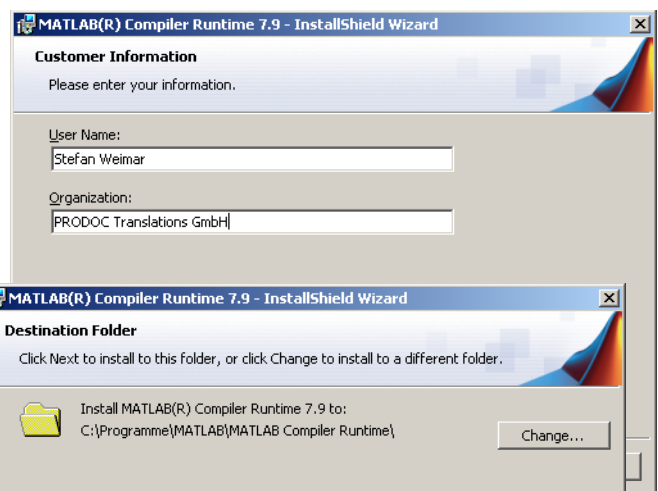 MATLAB(R) Compiler Runtime 7.9 - InstallShield Wizard
Customer Information
Please enter your information.
User Name:
Stefan Weimar
Organization:
PRODOC Translations GmbH
MATLAB(R) Compiler Runtime 7.9 - InstallShield Wizard
Destination Folder
Click Next to install to this folder, or click Change to install to a different folder.
Install MATLAB(R) Compiler Runtime 7.9 to:
C:\Programme\MATLAB\MATLAB Compiler Runtime\
Change...